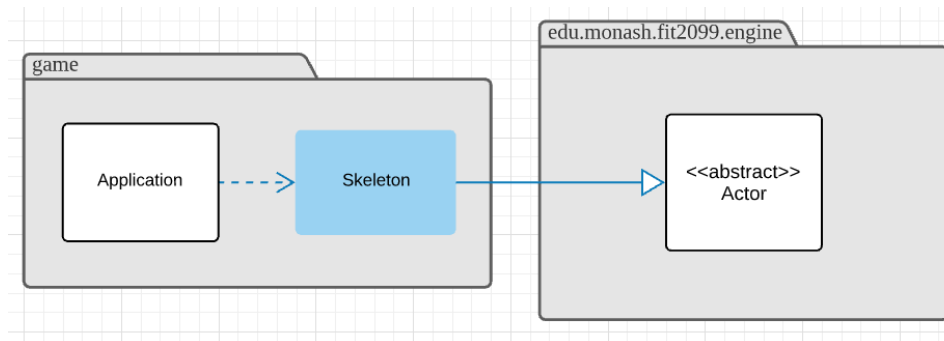 game
Application
Skeleton
edu.monash.fit2099.engine
<<abstract>>
Actor